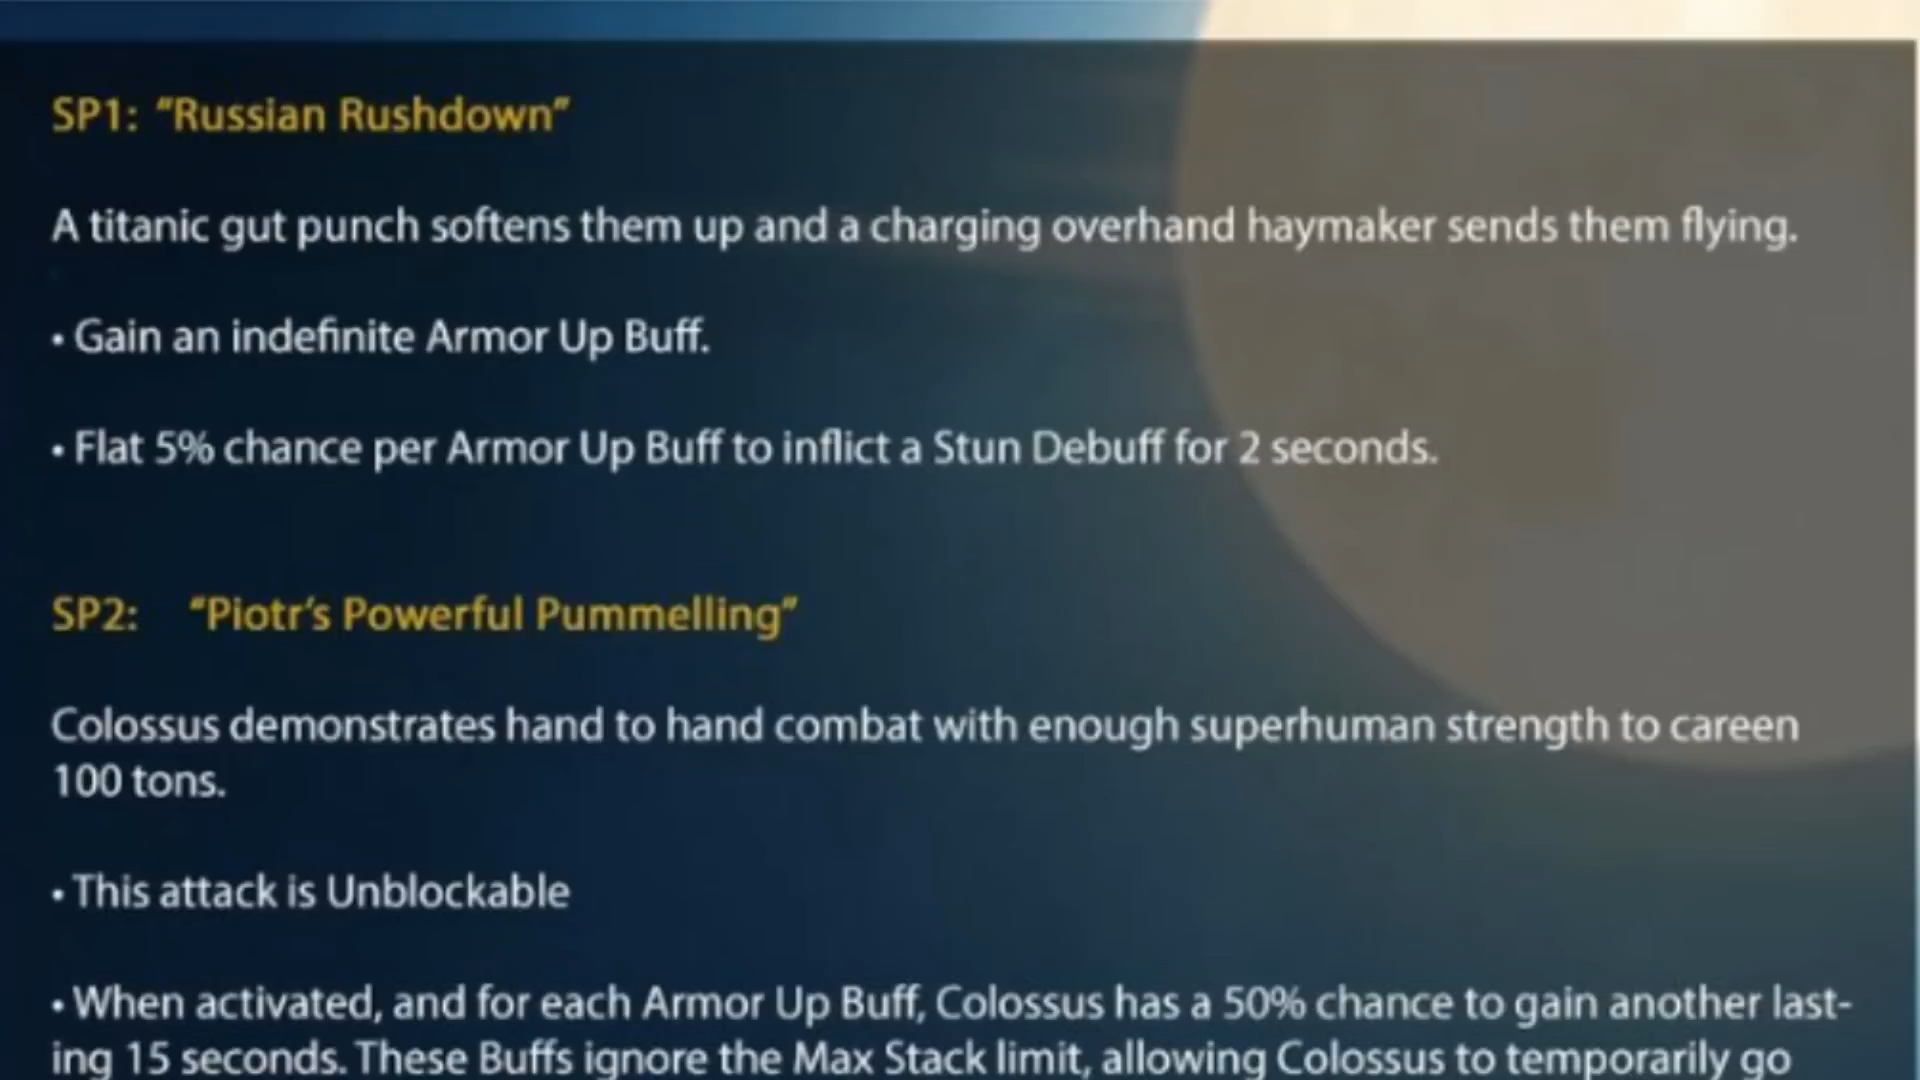 SP1: "Russian Rushdown"
A titanic gut punch softens them up and a charging overhand haymaker sends them flying.
• Gain an indefinite Armor Up Buff.
• Flat 5% chance per Armor Up Buff to inflict a Stun Debuff for 2 seconds.
SP2: "Piotr's Powerful Pummelling"
Colossus demonstrates hand to hand combat with enough superhuman strength to careen
100 tons.
• This attack is Unblockable
• When activated, and for each Armor Up Buff, Colossus has a 50% chance to gain another last-
ing 15 seconds. These Buffs ignore the Max Stack limit, allowing Colossus to temporarily go